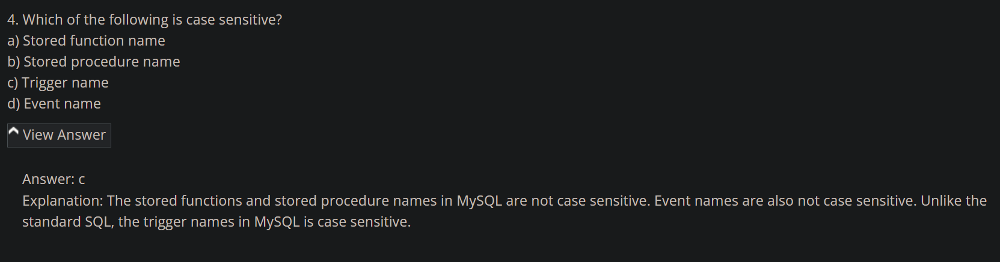 4. Which of the following is case sensitive?
a) Stored function name
b) Stored procedure name
c) Trigger name
d) Event name
View Answer
Answer: c
Explanation: The stored functions and stored procedure names in MySQL are not case sensitive. Event names are also not case sensitive. Unlike the
standard SQL, the trigger names in MySQL is case sensitive.